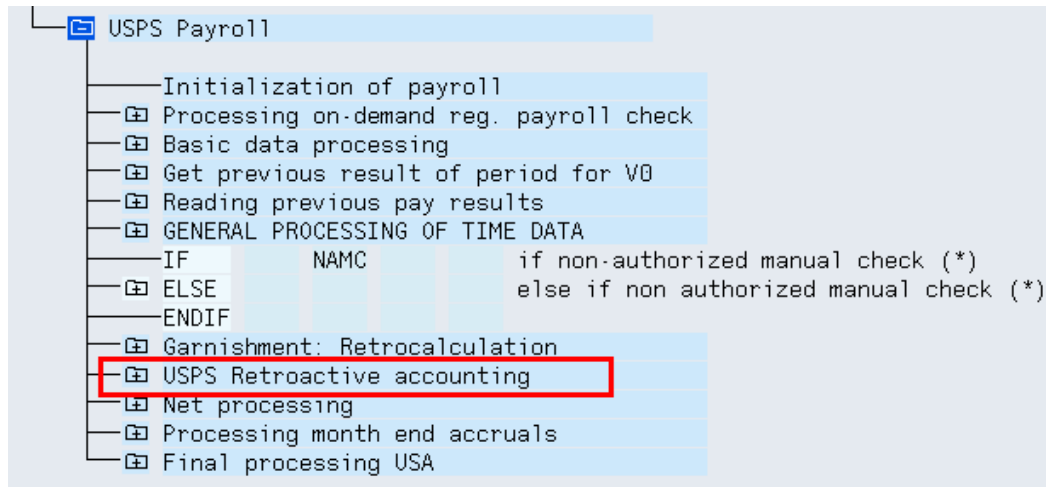 USPS Payroll
Initialization of payroll
Processing on-demand reg. payroll check
Basic data processing
Get previous result of period for V0
Reading previous pay results
GENERAL PROCESSING OF TIME DATA
IF NAMC if non-authorized manual check (*)
ELSE else if non authorized manual check (*)
ENDIF
Garnishment: Retrocalculation
USPS Retroactive accounting
Net processing
Processing month end accruals
Final processing USA